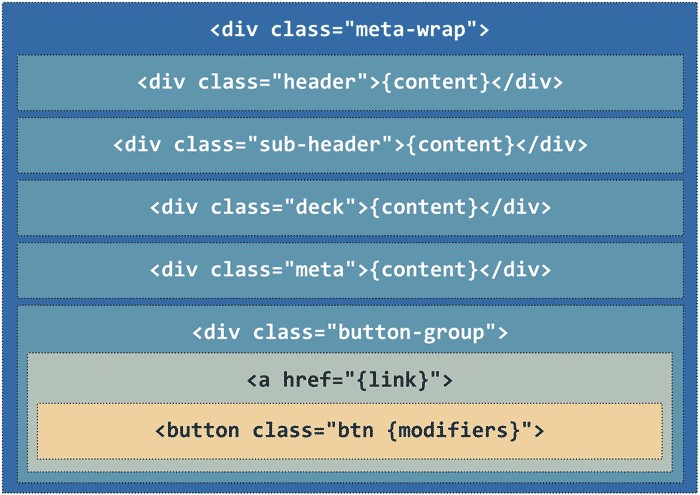 <div class="meta-wrap">
<div class="header">{content}</div>
<div class="sub-header">{content}</div>
<div class="deck">{content}</div>
<div class="meta">{content}</div>
<div class="button-group">
<a href="{link}">
<button class="btn {modifiers}">